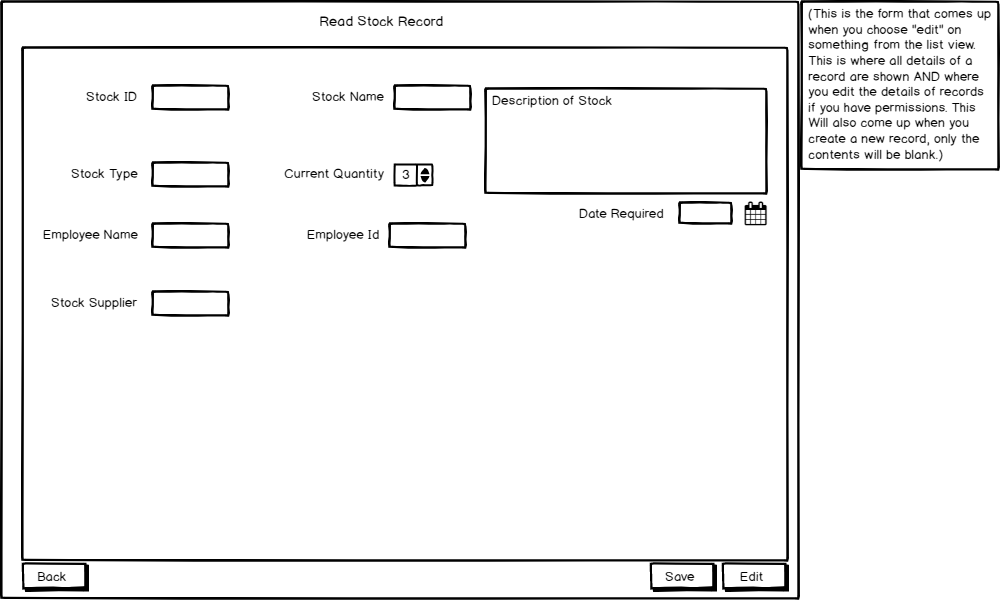 Read Stock Record
Stock ID
Stock Name
Description of Stock
Stock Type
Current Quantity
3
Date Required
Employee Name
Employee Id
Stock Supplier
Back
Save
Edit
(This is the form that comes up
when you choose "edit" on
something from the list view.
This is where all details of a
record are shown AND where
you edit the details of records
if you have permissions. This
Will also come up when you
create a new record, only the
contents will be blank.)